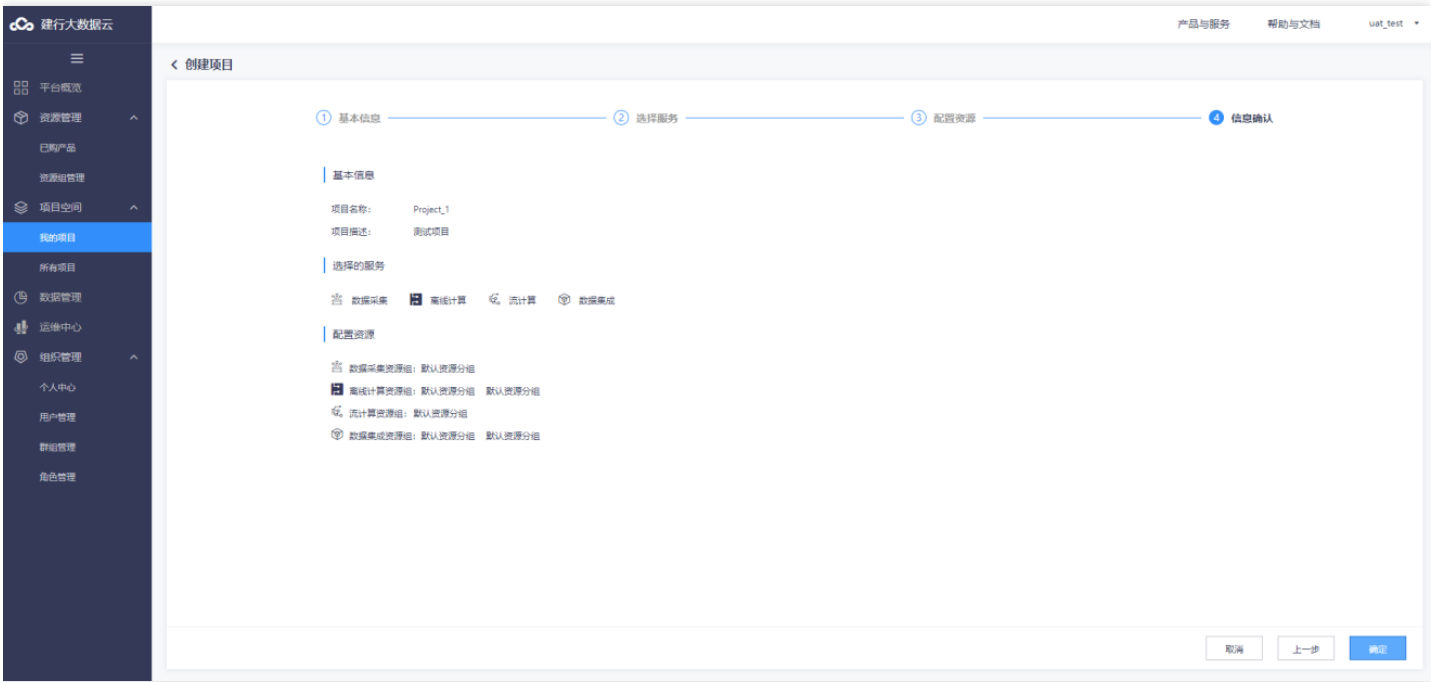 建行大数据云
产品与服务 帮助与文档 uat_test
创建项目
平台概览
资源管理
已购产品
资源组管理
项目空间
我的项目
所有项目
数据管理
运维中心
组织管理
个人中心
用户管理
群组管理
角色管理
1 基本信息 2 选择服务 3 配置资源 4 信息确认
基本信息
项目名称: Project_1
项目描述: 测试项目
选择的服务
数据采集 离线计算 流计算 数据集成
配置资源
数据采集资源组: 默认资源分组
离线计算资源组: 默认资源分组 默认资源分组
流计算资源组: 默认资源分组
数据集成资源组: 默认资源分组 默认资源分组
取消 上一步 确定